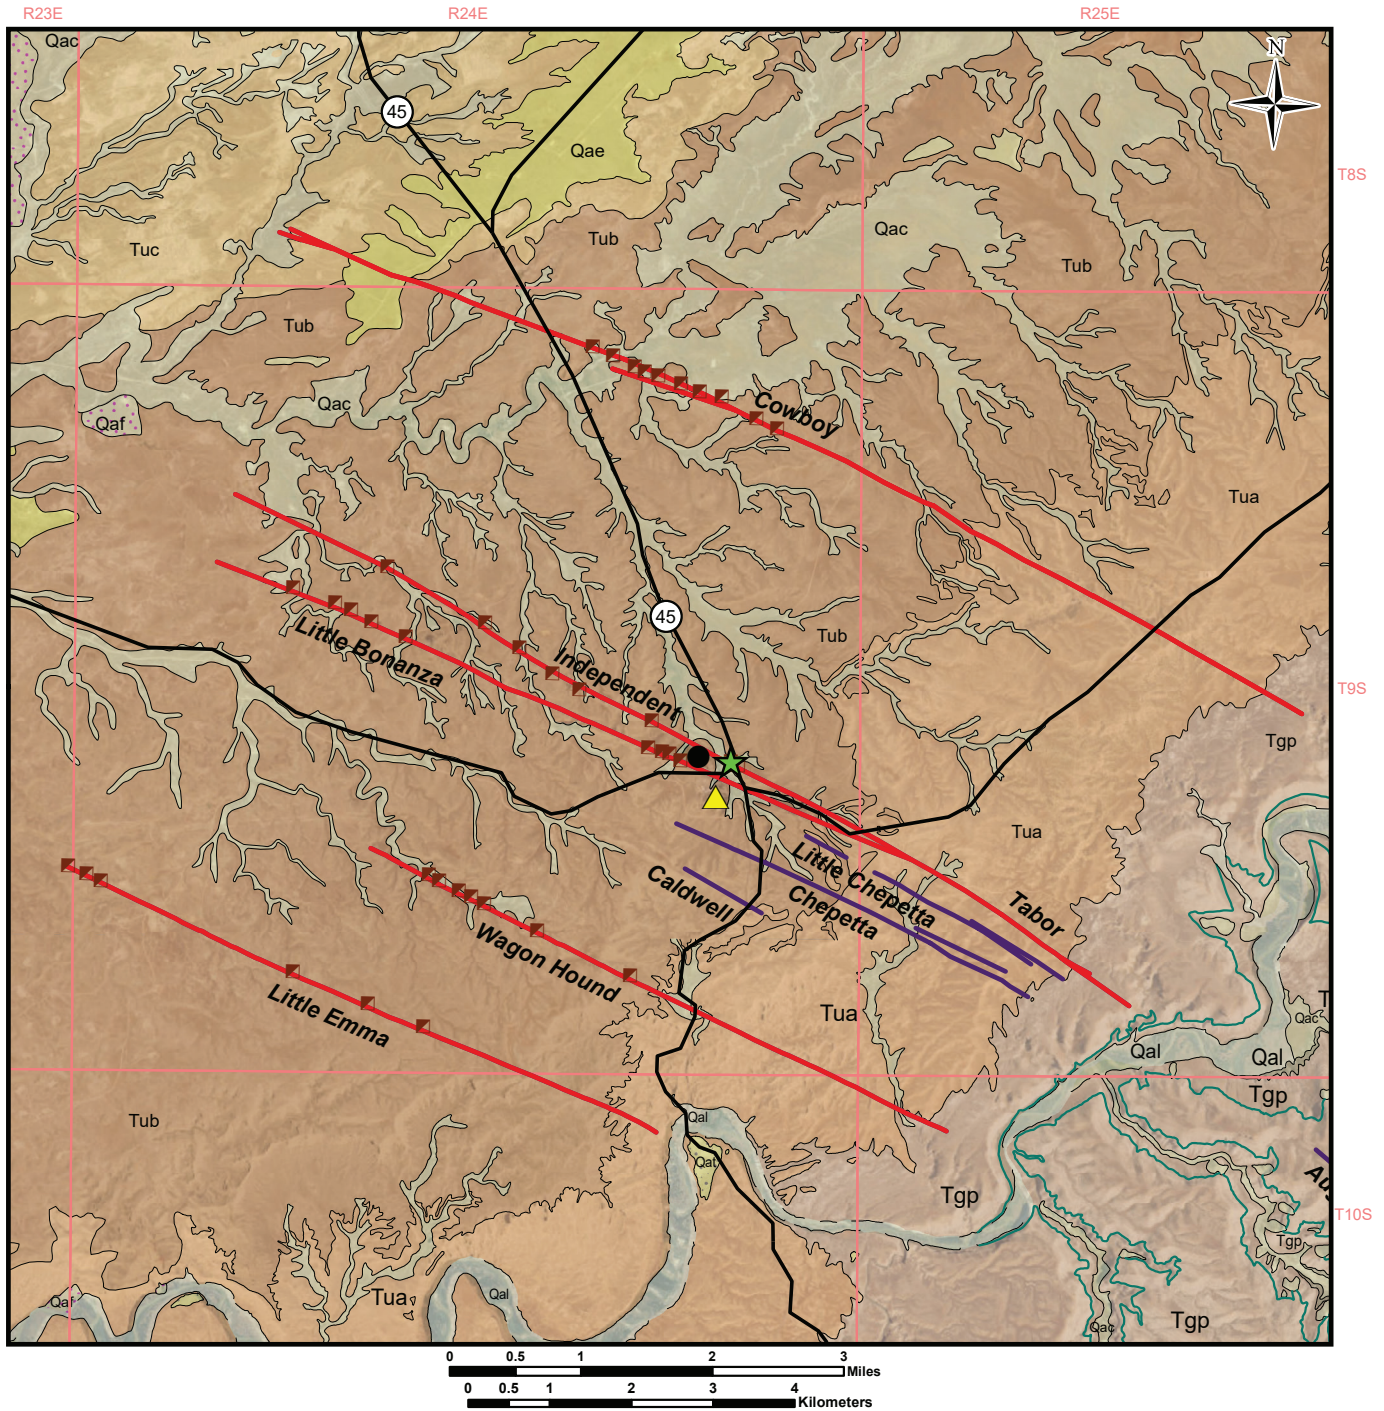 R23E
R24E
R25E
Qac
N
45
Qae
T8S
Tub
Qac
Tuc
Tub
Tub
Qac
Qaf
Cowboy
Tua
45
Tub
Little Bonanza
Independent
T9S
Tgp
Tua
Little Chepetta
Caldwell
Chepetta
Tabor
Wagon Hound
Little Emma
Tua
T
Qac
Qal
Qal
Tgp
Tub
Qal
Qat
Au
Tgp
T10S
Tgp
Qaf
Tua
Qal
Qac
Tgp
0 0.5 1 2 3
Miles
0 0.5 1 2 3 4
Kilometers